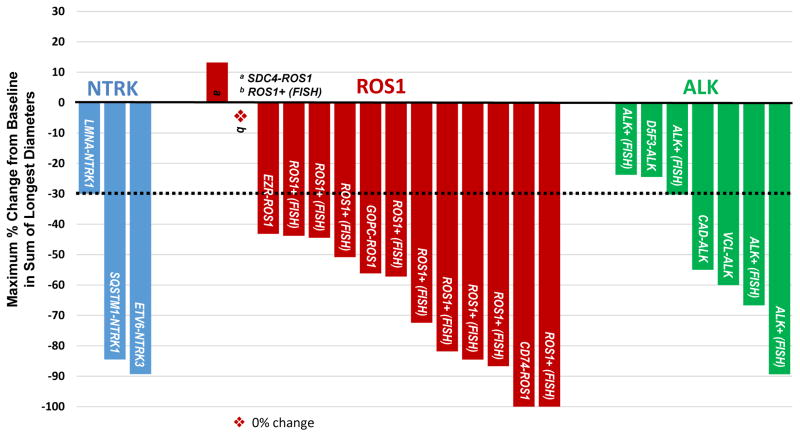 Maximum % Change from Baseline
in Sum of Longest Diameters
30
20
10
0
-10
-20
-30
-40
-50
-60
-70
-80
-90
-100
NTRK
LMNA-NTRK1
SQSTM1-NTRK1
ETV6-NTRK3
a SDC4-ROS1
b ROS1+ (FISH)
ROS1
a
b
EZR-ROS1
ROS1+ (FISH)
ROS1+ (FISH)
ROS1+ (FISH)
GOPC-ROS1
ROS1+ (FISH)
ROS1+ (FISH)
ROS1+ (FISH)
ROS1+ (FISH)
ROS1+ (FISH)
CD74-ROS1
ROS1+ (FISH)
ALK
ALK+ (FISH)
D5F3-ALK
ALK+ (FISH)
CAD-ALK
VCL-ALK
ALK+ (FISH)
ALK+ (FISH)
0% change